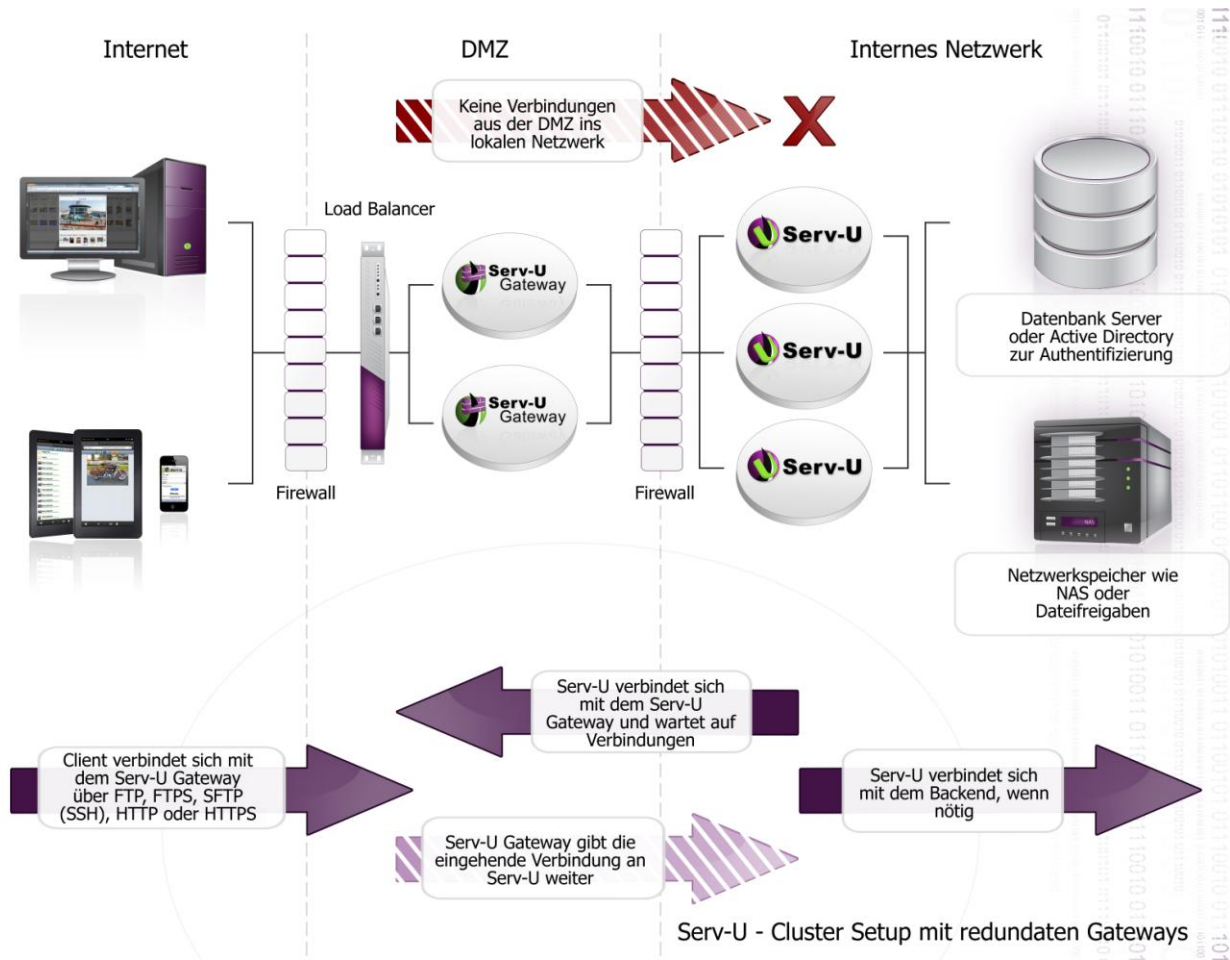 Internet
DMZ
Internes Netzwerk
Keine Verbindungen
aus der DMZ ins
lokalen Netzwerk
X
Load Balancer
Serv-U
Gateway
Serv-U
Gateway
Serv-U
Serv-U
Serv-U
Firewall
Firewall
Datenbank Server
oder Active Directory
zur Authentifizierung
NAS
Netzwerkspeicher wie
NAS oder
Dateifreigaben
Serv-U verbindet sich
mit dem Serv-U
Gateway und wartet auf
Verbindungen
Client verbindet sich mit
dem Serv-U Gateway
über FTP, FTPS, SFTP
(SSH), HTTP oder HTTPS
Serv-U verbindet sich
mit dem Backend, wenn
nötig
Serv-U Gateway gibt die
eingehende Verbindung an
Serv-U weiter
Serv-U - Cluster Setup mit redundaten Gateways